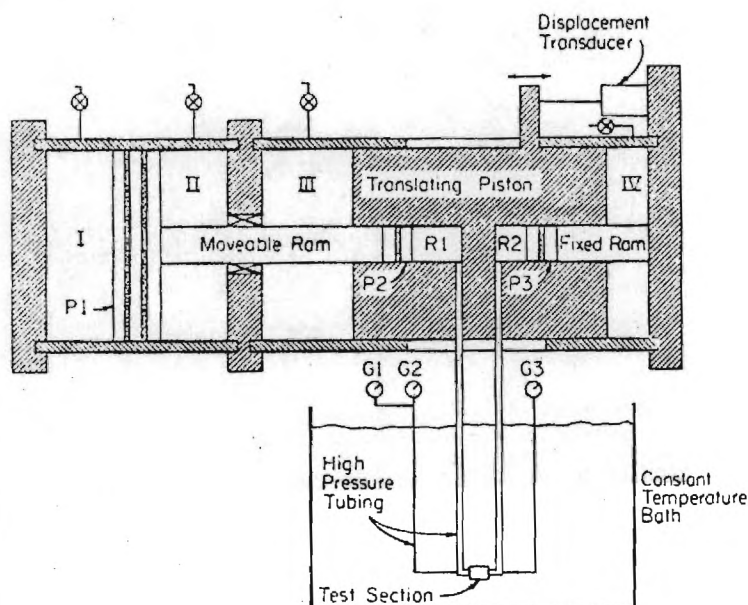 Displacement
Transducer
I
II
III
Translating Piston
IV
Moveable Ram
R1
R2
Fixed Ram
P1
P2
P3
G1
G2
G3
High
Pressure
Tubing
Constant
Temperature
Bath
Test Section